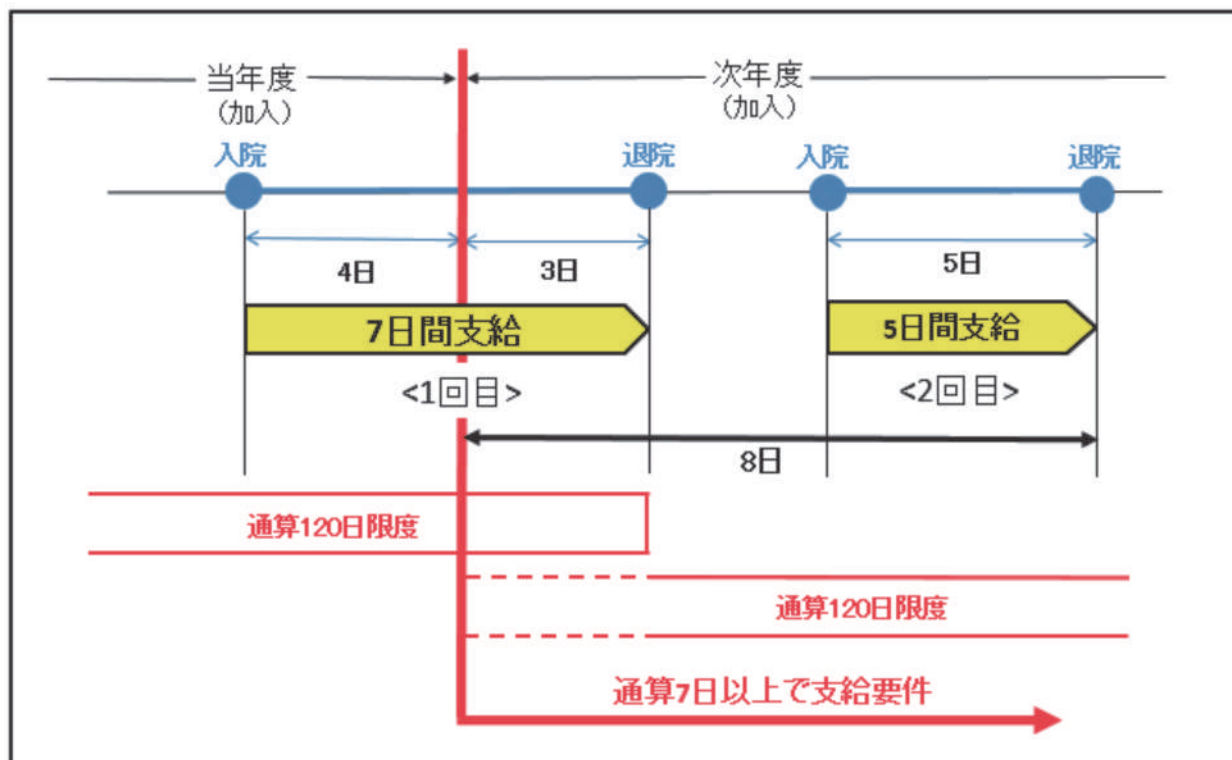 当年度
(加入)
次年度
(加入)
入院
退院
入院
退院
4日
3日
5日
7日間支給
5日間支給
<1回目>
<2回目>
8日
通算120日限度
通算120日限度
通算7日以上で支給要件